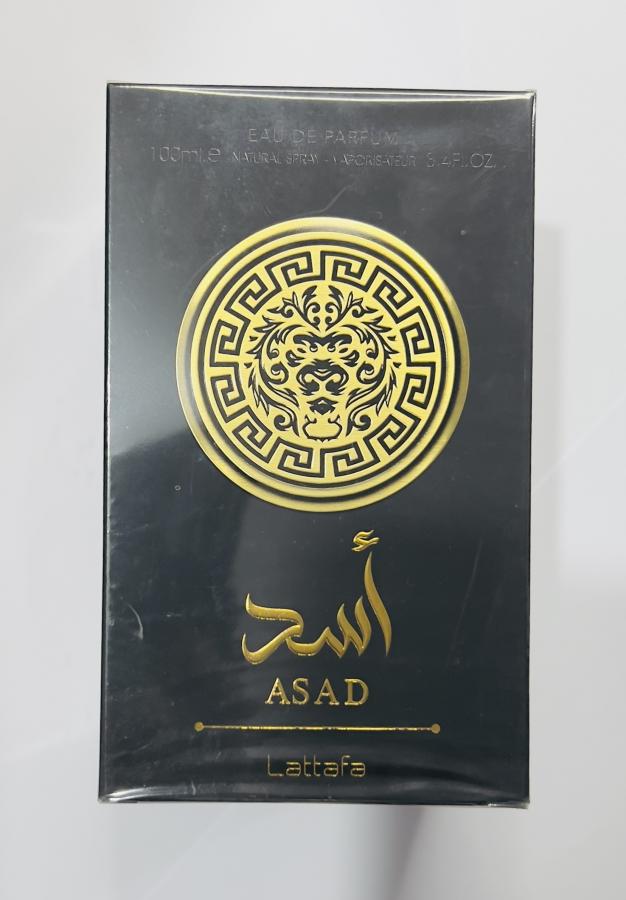 EAU DE PARFUM
100ml.e NATURAL SPRAY - VAPORISATEUR 3.4FL.OZ.
أسد
ASAD
Lattafa